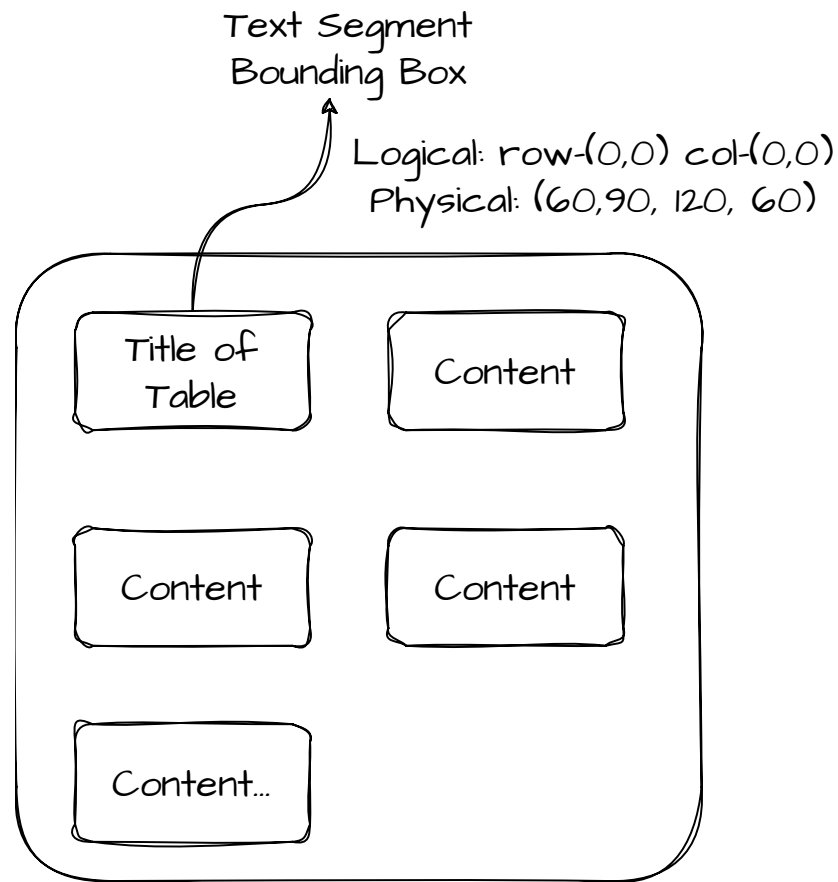 Text Segment
Bounding Box
Logical: row-(0,0) col-(0,0)
Physical: (60,90, 120, 60)
Title of
Table
Content
Content
Content
Content...